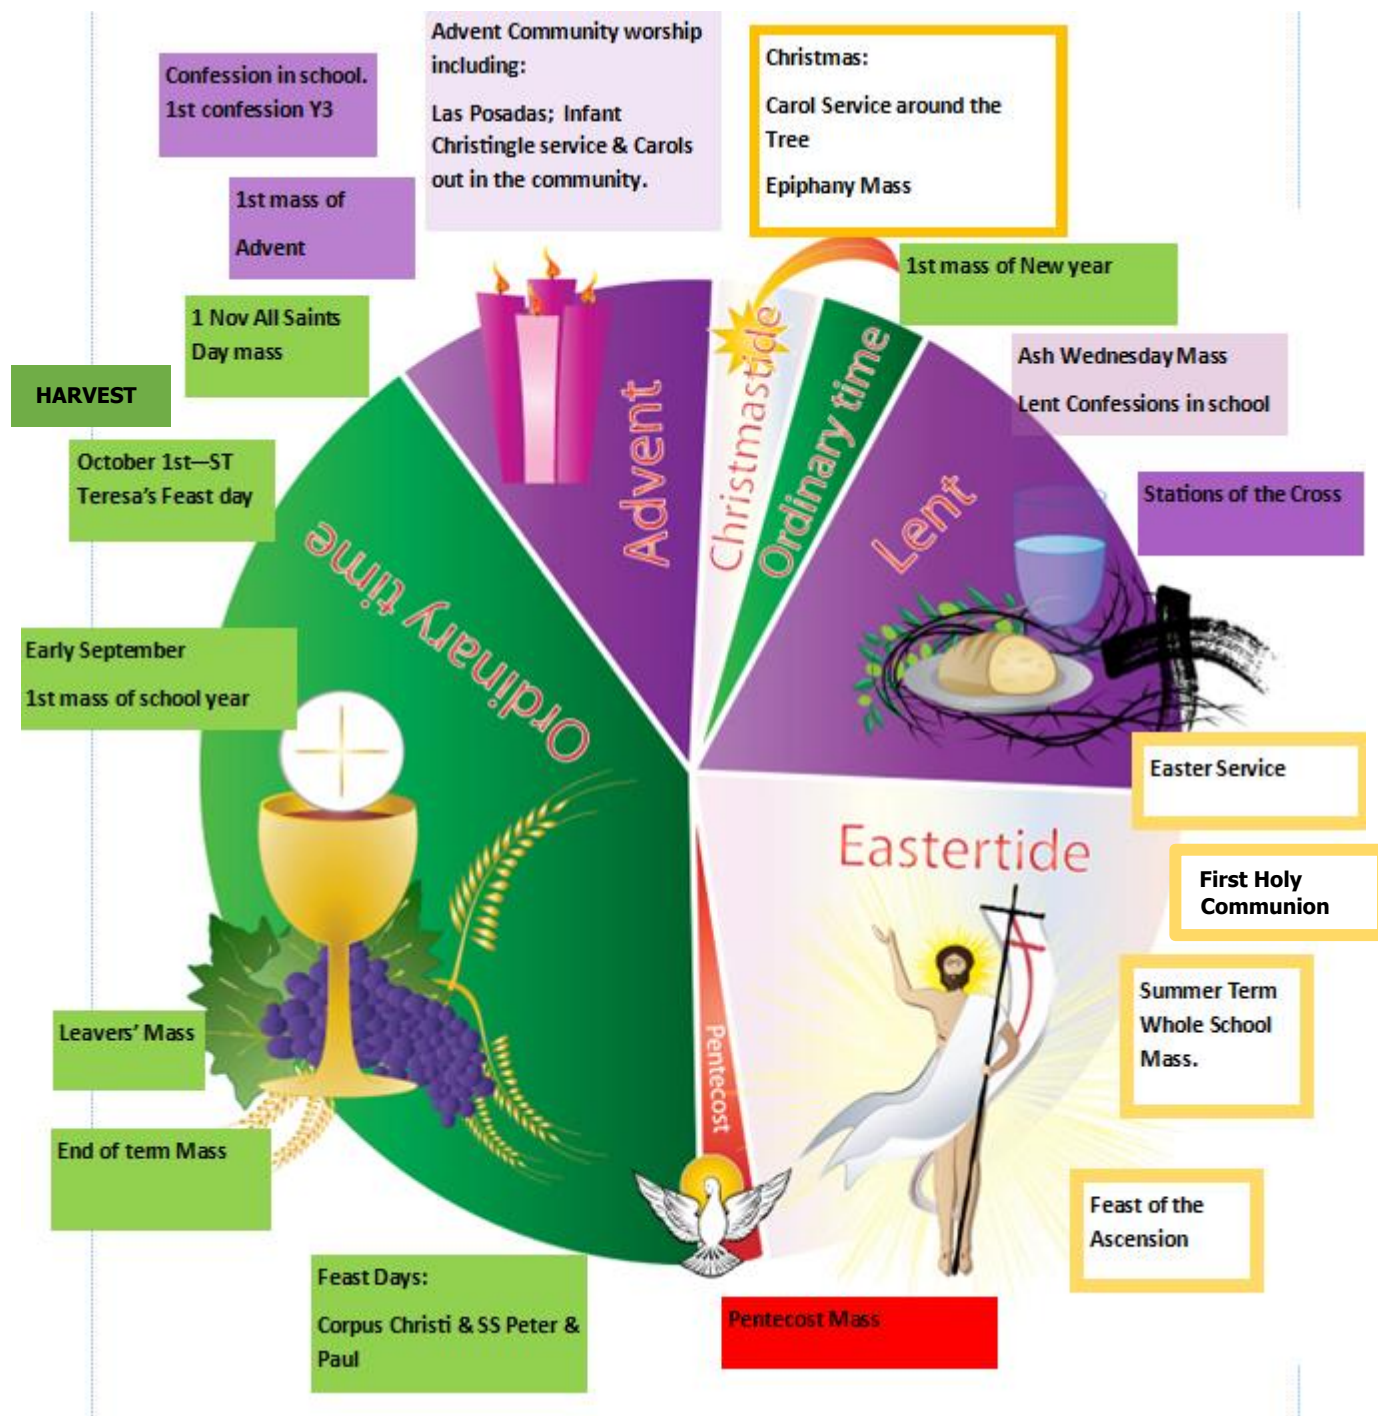 Advent Community worship
including:
Las Posadas; Infant
Christingle service & Carols
out in the community.
Christmas:
Carol Service around the
Tree
Epiphany Mass
Confession in school.
1st confession Y3
1st mass of
Advent
1st mass of New year
1 Nov All Saints
Day mass
Ash Wednesday Mass
Lent Confessions in school
HARVEST
October 1st—ST
Teresa's Feast day
Stations of the Cross
Advent
Christmastide
Ordinary time
Lent
Ordinary time
Early September
1st mass of school year
Easter Service
Eastertide
First Holy
Communion
Summer Term
Whole School
Mass.
Leavers' Mass
Pentecost
End of term Mass
Feast of the
Ascension
Feast Days:
Corpus Christi & SS Peter &
Paul
Pentecost Mass